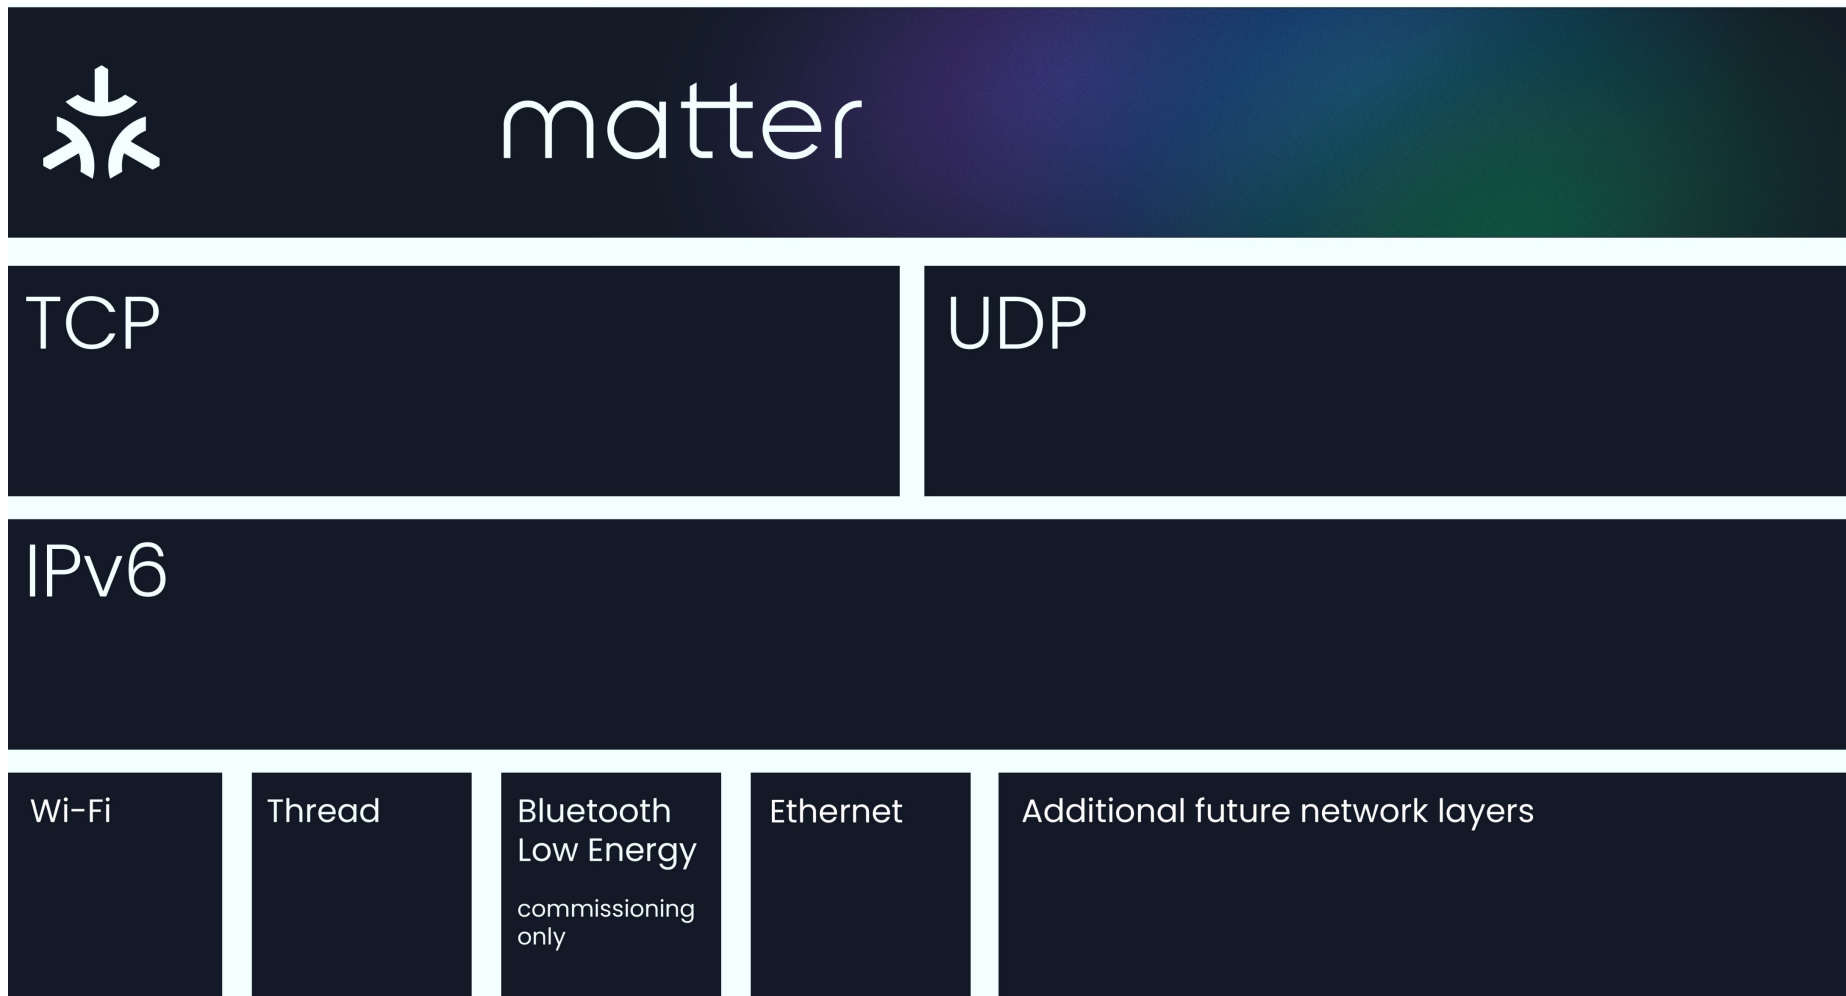 matter
TCP
UDP
IPv6
Wi-Fi
Thread
Bluetooth
Low Energy
commissioning
only
Ethernet
Additional future network layers